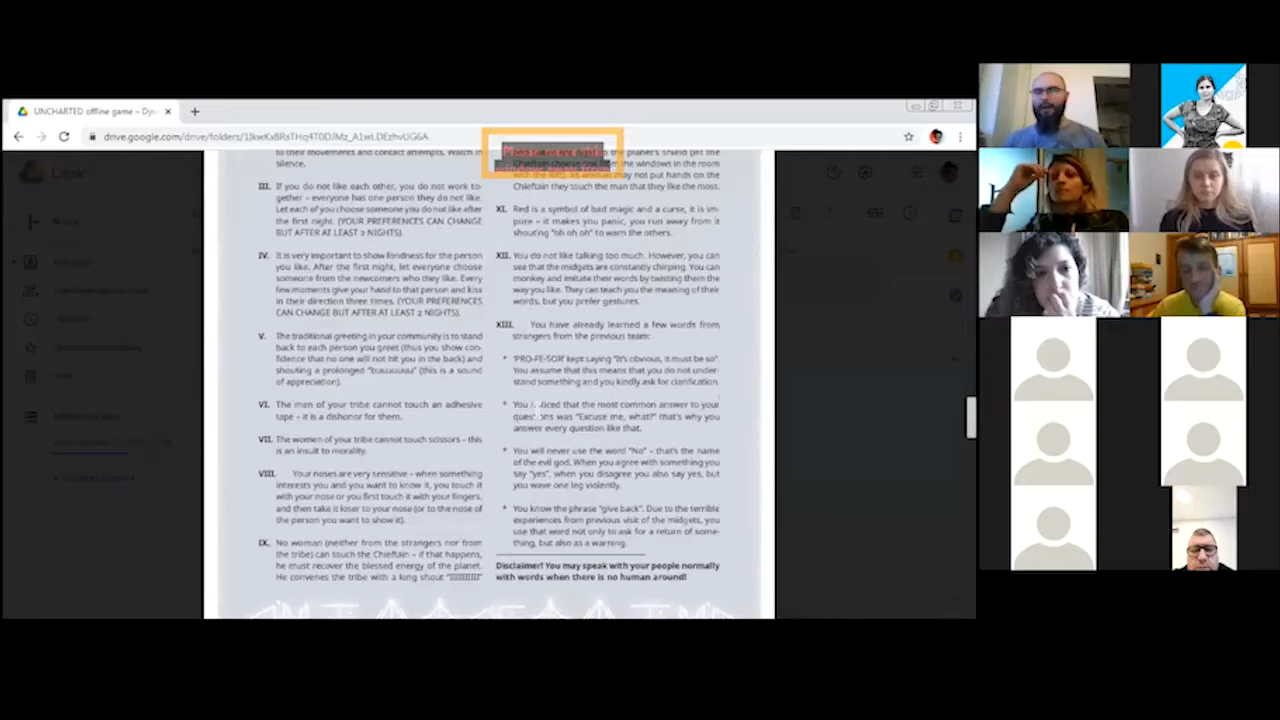 UNCHARTED offline game – Dys
drive.google.com/drive/folders/
to their movements and contact attempts. Watch in
silence.
III. If you do not like each other, you do not work to-
gether – everyone has one person they do not like.
Let each of you choose someone you do not like after
the first night. (YOUR PREFERENCES CAN CHANGE
BUT AFTER AT LEAST 2 NIGHTS).
IV. It is very important to show fondness for the person
you like. After the first night, let everyone choose
someone from the newcomers who they like. Every
few moments give your hand to that person and kiss
in their direction three times. (YOUR PREFERENCES
CAN CHANGE BUT AFTER AT LEAST 2 NIGHTS).
V. The traditional greeting in your community is to stand
back to each person you greet (thus you show con-
fidence that no one will not hit you in the back) and
shouting a prolonged (this is a sound
of appreciation).
VI. The men of your tribe cannot touch an adhesive
tape – it is a dishonor for them.
VII. The women of your tribe cannot touch scissors – this
is an insult to morality.
VIII. Your noses are very sensitive – when something
interests you and you want to know it, you touch it
with your nose or you first touch it with your fingers,
and then take it loser to your nose (or to the nose of
the person you want to show it).
IX. No woman (neither from the strangers nor from
the tribe) can touch the Chieftain – if that happens,
he must recover the blessed energy of the planet.
He convenes the tribe with a long shout
the planet's shield (let the
Chieftain choose one from the windows in the room
may not put hands on the
Chieftain they touch the man that they like the most.
XI. Red is a symbol of bad magic and a curse, it is im-
pure – it makes you panic, you run away from it
shouting "oh oh oh" to warn the others.
XII. You do not like talking too much. However, you can
see that the midgets are constantly chirping. You can
monkey and imitate their words by twisting them the
way you like. They can teach you the meaning of their
words, but you prefer gestures.
XIII. You have already learned a few words from
strangers from the previous team:
* 'PRO-FE-SOR' kept saying "It's obvious, it must be so".
You assume that this means that you do not under-
stand something and you kindly ask for clarification.
* You noticed that the most common answer to your
questions was "Excuse me, what?" that's why you
answer every question like that.
* You will never use the word "No" – that's the name
of the evil god. When you agree with something you
say "yes", when you disagree you also say yes, but
you wave one leg violently.
* You know the phrase "give back". Due to the terrible
experiences from previous visit of the midgets, you
use that word not only to ask for a return of some-
thing, but also as a warning.
Disclaimer! You may speak with your people normally
with words when there is no human around!